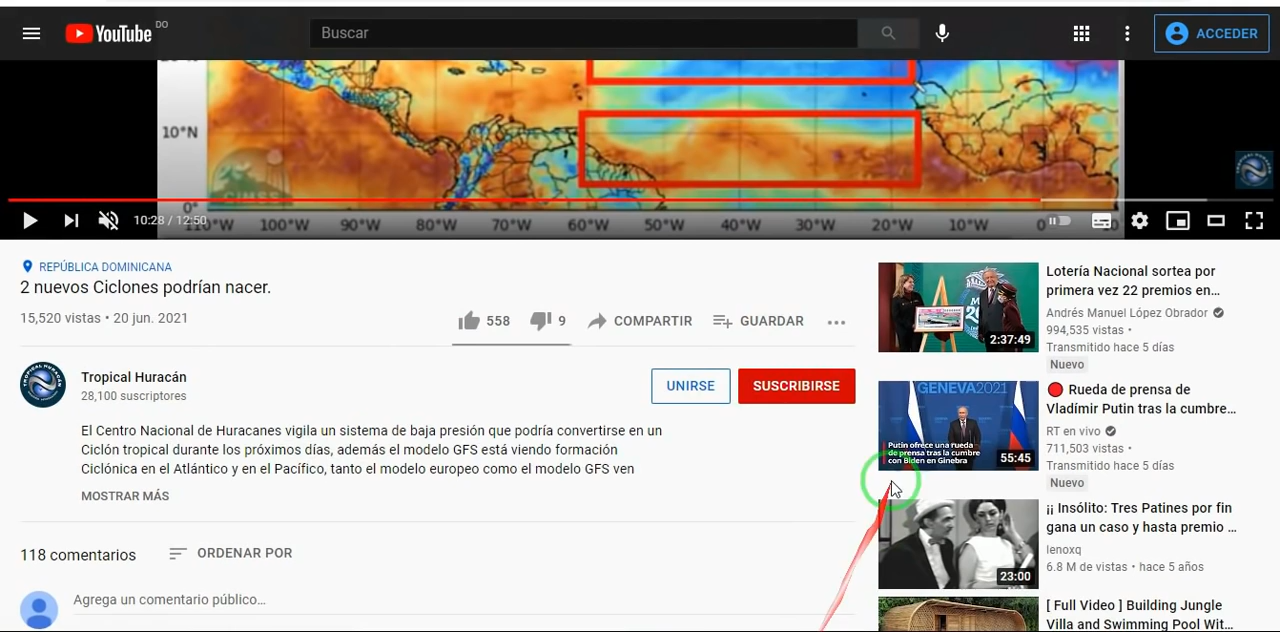 YouTube DO
Buscar
ACCEDER
10°N
CIMSS
0°
100°W 90°W 80°W 70°W 60°W 50°W 40°W 30°W 20°W 10°W 0°
10:28 / 12:50
REPÚBLICA DOMINICANA
2 nuevos Ciclones podrían nacer.
15,520 vistas • 20 jun. 2021
558
9
COMPARTIR
GUARDAR
TROPICAL HURACÁN
Tropical Huracán
28,100 suscriptores
UNIRSE
SUSCRIBIRSE
El Centro Nacional de Huracanes vigila un sistema de baja presión que podría convertirse en un
Ciclón tropical durante los próximos días, además el modelo GFS está viendo formación
Ciclónica en el Atlántico y en el Pacífico, tanto el modelo europeo como el modelo GFS ven
MOSTRAR MÁS
118 comentarios
ORDENAR POR
Agrega un comentario público...
2:37:49
Lotería Nacional sortea por
primera vez 22 premios en...
Andrés Manuel López Obrador
994,535 vistas •
Transmitido hace 5 días
Nuevo
GENEVA2021
Putin ofrece una rueda
de prensa tras la cumbre
con Biden en Ginebra
55:45
Rueda de prensa de
Vladímir Putin tras la cumbre...
RT en vivo
711,503 vistas •
Transmitido hace 5 días
Nuevo
23:00
¡¡ Insólito: Tres Patines por fin
gana un caso y hasta premio ...
lenoxq
6.8 M de vistas • hace 5 años
[ Full Video ] Building Jungle
Villa and Swimming Pool Wit...